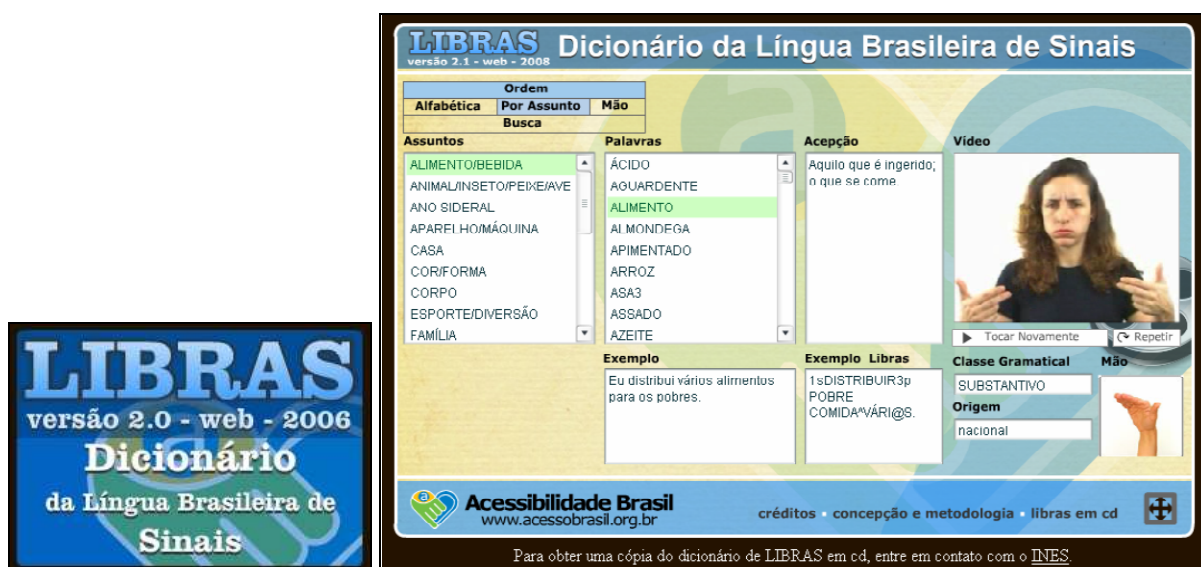 LIBRAS
versão 2.0 - web - 2006
Dicionário
da Língua Brasileira de
Sinais
LIBRAS
versão 2.1 - web - 2008
Dicionário da Língua Brasileira de Sinais
Ordem
Alfabética Por Assunto Mão
Busca
Assuntos
ALIMENTO/BEBIDA
ANIMAL/INSETO/PEIXE/AVE
ANO SIDERAL
APARELHO/MÁQUINA
CASA
COR/FORMA
CORPO
ESPORTE/DIVERSÃO
FAMÍLIA
Palavras
ÁCIDO
AGUARDENTE
ALIMENTO
ALMONDEGA
APIMENTADO
ARROZ
ASA3
ASSADO
AZEITE
Acepção
Aquilo que é ingerido;
o que se come.
Vídeo
Tocar Novamente
Repetir
Exemplo
Eu distribui vários alimentos
para os pobres.
Exemplo Libras
1sDISTRIBUIR3p
POBRE
COMIDA^VÁRI@S.
Classe Gramatical
SUBSTANTIVO
Origem
nacional
Mão
a
Acessibilidade Brasil
www.acessobrasil.org.br
créditos - concepção e metodologia - libras em cd
Para obter uma cópia do dicionário de LIBRAS em cd, entre em contato com o INES.